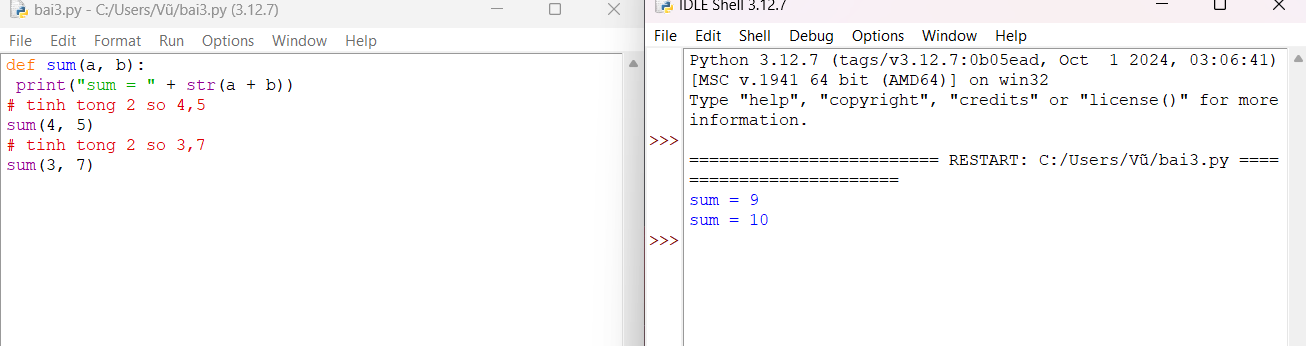 bai3.py - C:/Users/Vũ/bai3.py (3.12.7)
File Edit Format Run Options Window Help
def sum(a, b):
 print("sum = " + str(a + b))
# tinh tong 2 so 4,5
sum(4, 5)
# tinh tong 2 so 3,7
sum(3, 7)
IDLE Shell 3.12.7
File Edit Shell Debug Options Window Help
Python 3.12.7 (tags/v3.12.7:0b05ead, Oct  1 2024, 03:06:41)
[MSC v.1941 64 bit (AMD64)] on win32
Type "help", "copyright", "credits" or "license()" for more
information.
>>>
========================= RESTART: C:/Users/Vũ/bai3.py ====
=====================
sum = 9
sum = 10
>>>